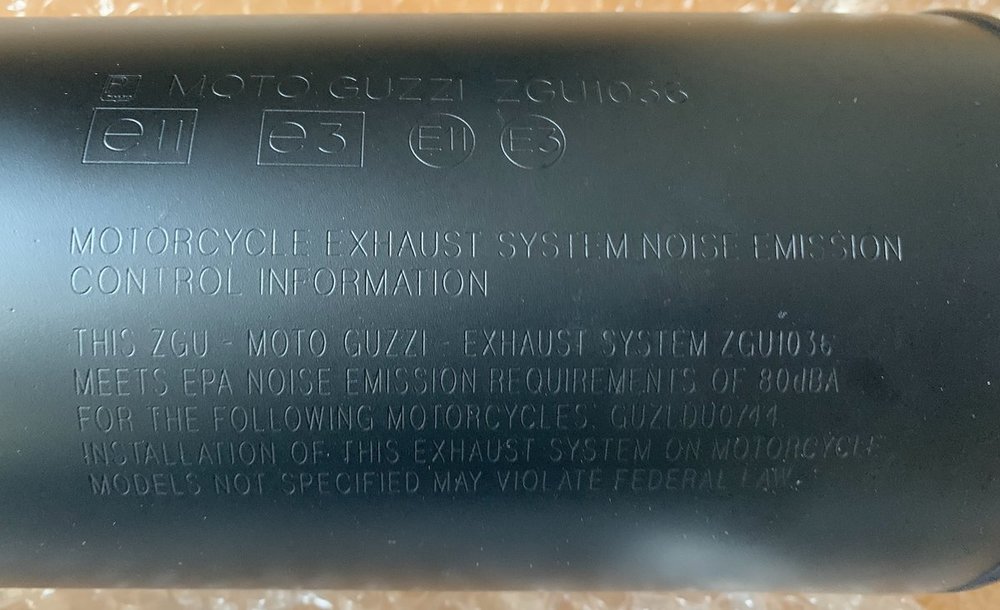 MOTO GUZZI ZGU1036
e11 e3 E11 E3
MOTORCYCLE EXHAUST SYSTEM NOISE EMISSION
CONTROL INFORMATION
THIS ZGU - MOTO GUZZI - EXHAUST SYSTEM ZGU1036
MEETS EPA NOISE EMISSION REQUIREMENTS OF 80dBA
FOR THE FOLLOWING MOTORCYCLES: GUZLDU0744
INSTALLATION OF THIS EXHAUST SYSTEM ON MOTORCYCLE
MODELS NOT SPECIFIED MAY VIOLATE FEDERAL LAW.